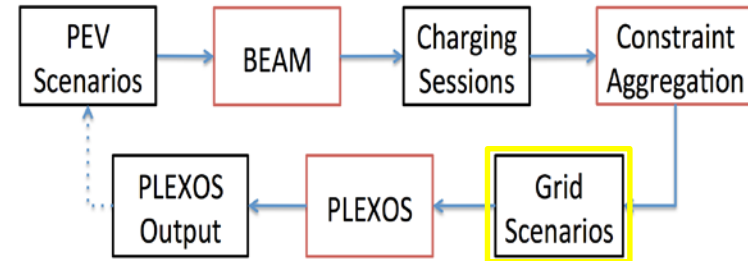 PEV
Scenarios
BEAM
Charging
Sessions
Constraint
Aggregation
PLEXOS
Output
PLEXOS
Grid
Scenarios